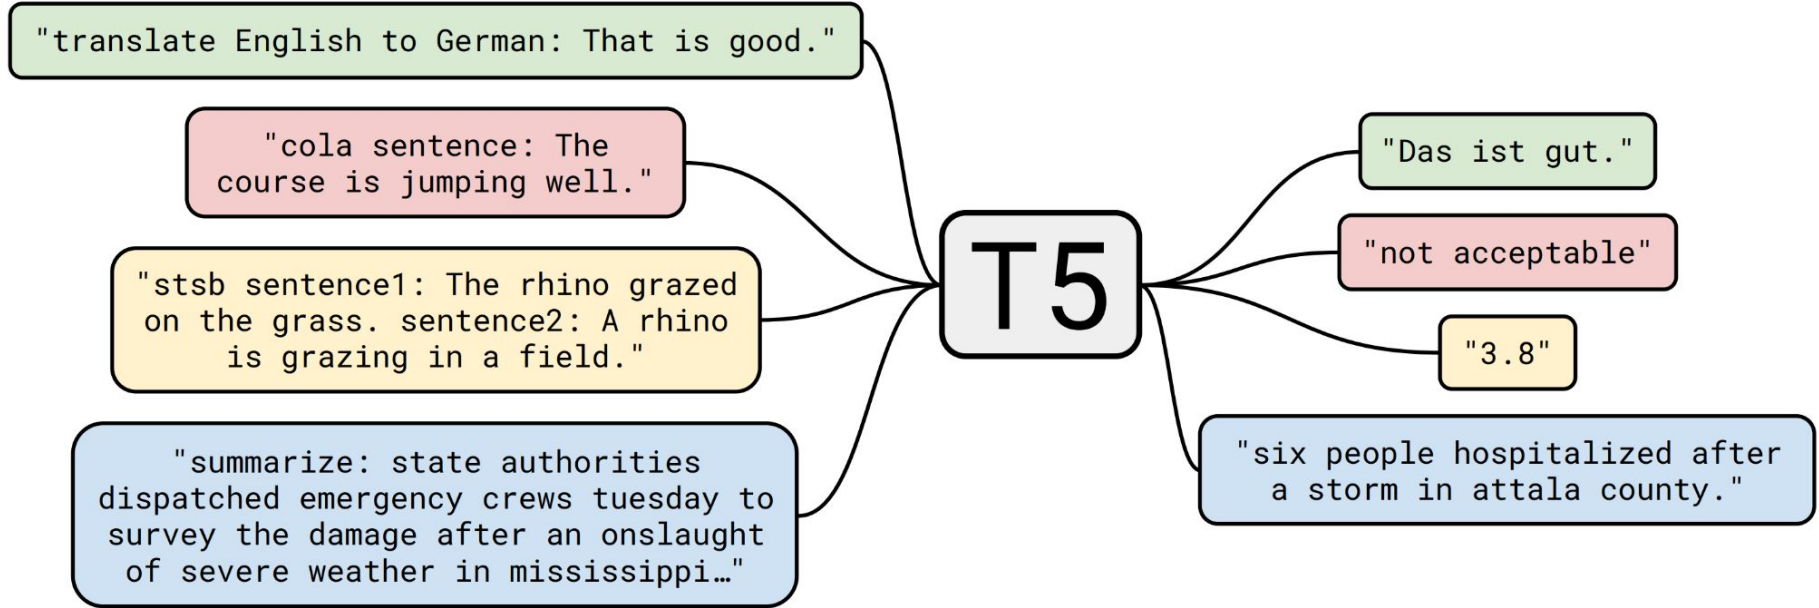 "translate English to German: That is good."
"cola sentence: The
course is jumping well."
"stsb sentence1: The rhino grazed
on the grass. sentence2: A rhino
is grazing in a field."
"summarize: state authorities
dispatched emergency crews tuesday to
survey the damage after an onslaught
of severe weather in mississippi…"
T5
"Das ist gut."
"not acceptable"
"3.8"
"six people hospitalized after
a storm in attala county."